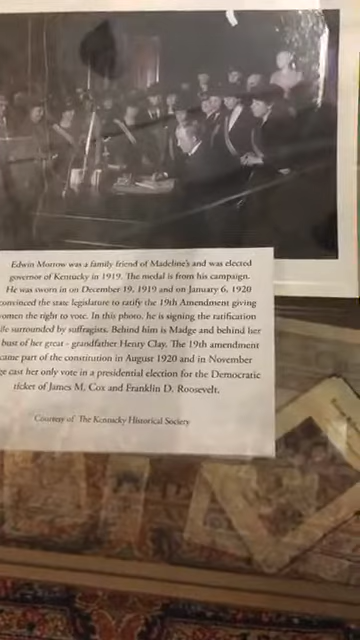 Edwin Morrow was a family friend of Madeline's and was elected
governor of Kentucky in 1919. The medal is from his campaign.
He was sworn in on December 19, 1919 and on January 6, 1920
convinced the state legislature to ratify the 19th Amendment giving
women the right to vote. In this photo, he is signing the ratification
surrounded by suffragists. Behind him is Madge and behind her
bust of her great - grandfather Henry Clay. The 19th amendment
came part of the constitution in August 1920 and in November
ge cast her only vote in a presidential election for the Democratic
ticket of James M. Cox and Franklin D. Roosevelt.
Courtesy of The Kentucky Historical Society